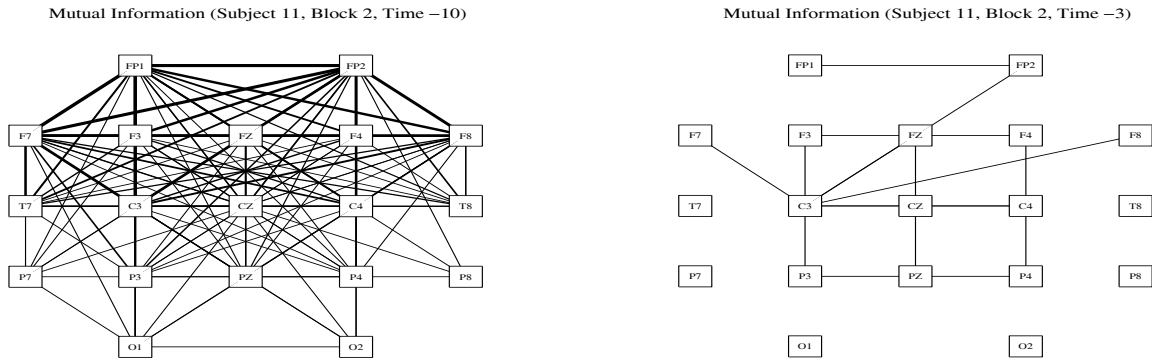 Mutual Information (Subject 11, Block 2, Time −10)
FP1 FP2
F7 F3 FZ F4 F8
T7 C3 CZ C4 T8
P7 P3 PZ P4 P8
O1 O2
Mutual Information (Subject 11, Block 2, Time −3)
FP1 FP2
F7 F3 FZ F4 F8
T7 C3 CZ C4 T8
P7 P3 PZ P4 P8
O1 O2